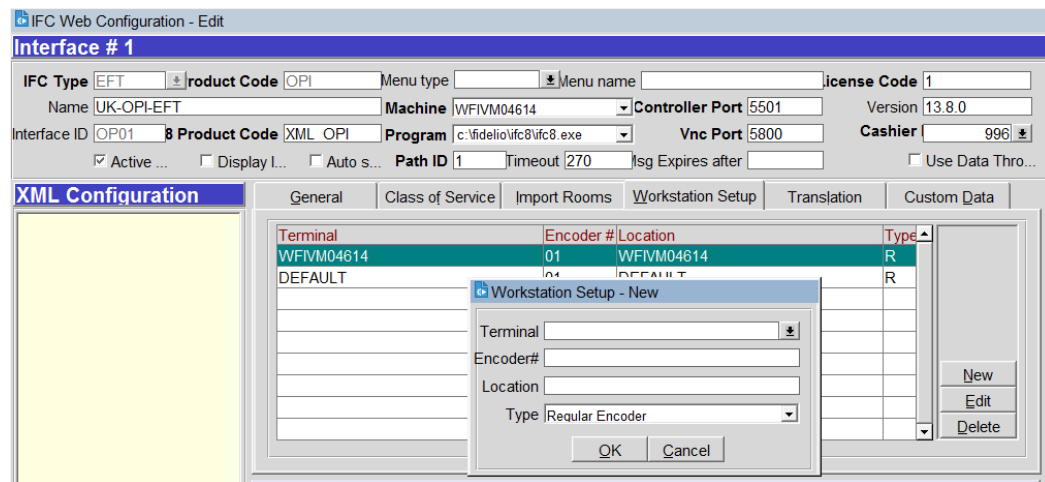 IFC Web Configuration - Edit
Interface # 1
IFC Type EFT roduct Code OPI Menu type Menu name icense Code 1
Name UK-OPI-EFT Machine WFIVM04614 Controller Port 5501 Version 13.8.0
Interface ID OP01 8 Product Code XML_OPI Program c:\fidelio\ifc8\ifc8.exe Vnc Port 5800 Cashier 996
Active ... Display I... Auto s... Path ID 1 Timeout 270 Msg Expires after Use Data Thro...
XML Configuration General Class of Service Import Rooms Workstation Setup Translation Custom Data
Terminal Encoder # Location Type
WFIVM04614 01 WFIVM04614 R
DEFAULT 01 DEFAULT R
Workstation Setup - New
Terminal
Encoder#
Location
Type Regular Encoder
OK Cancel
New
Edit
Delete